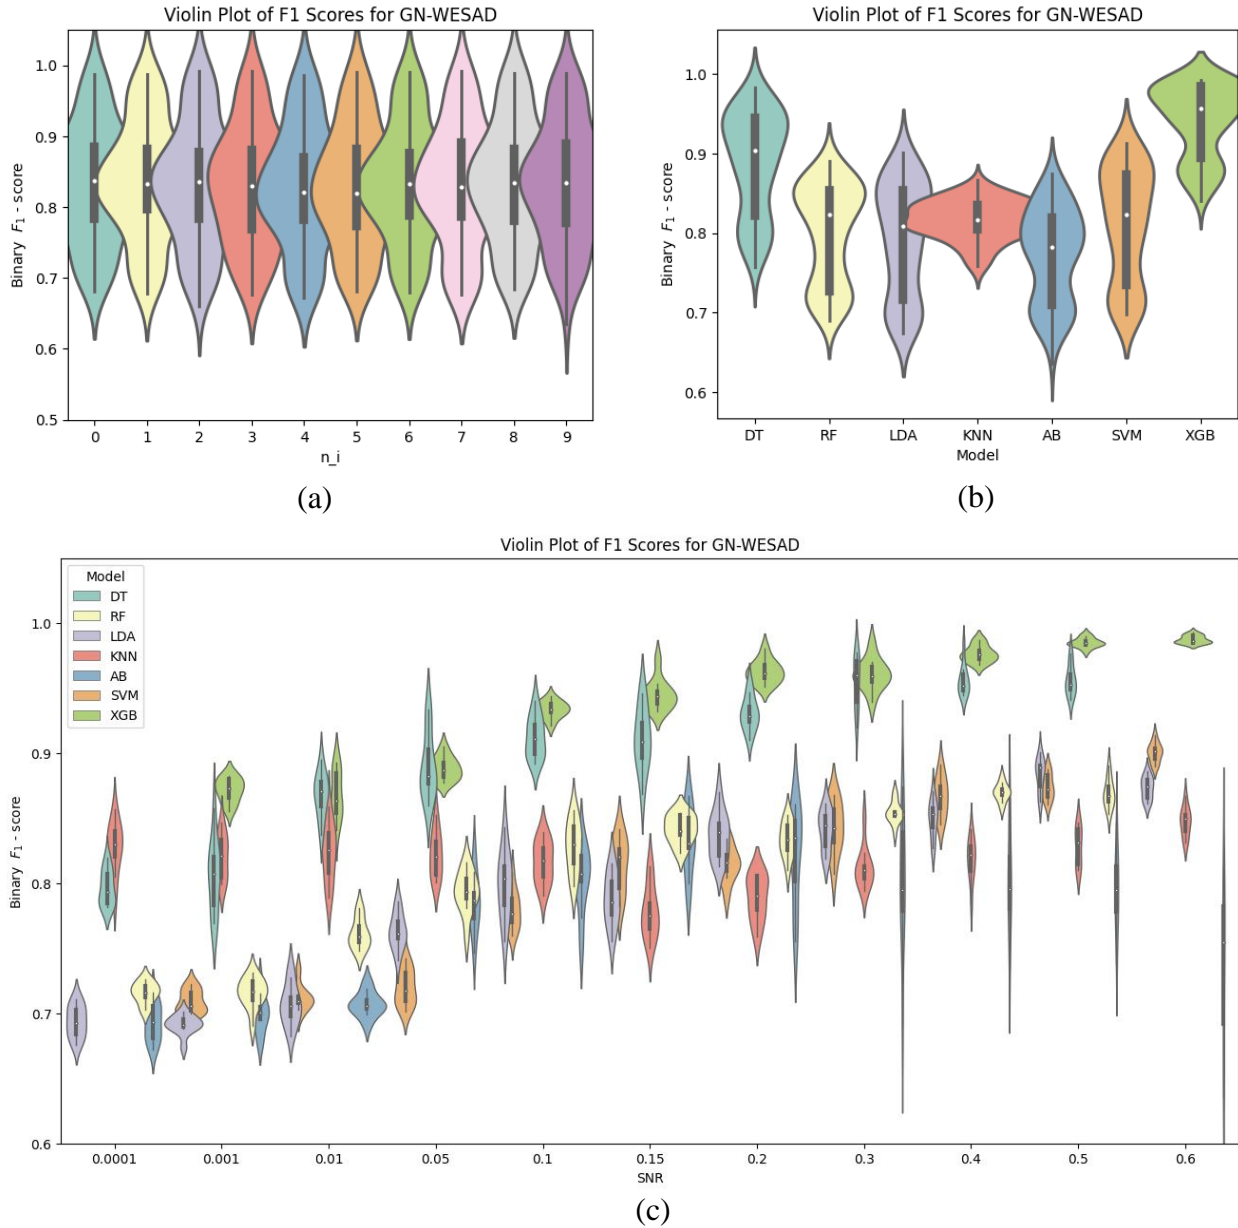 Violin Plot of F1 Scores for GN-WESAD
Binary F₁ - score
1.0
0.9
0.8
0.7
0.6
0.5
0 1 2 3 4 5 6 7 8 9
n_i
(a)
Violin Plot of F1 Scores for GN-WESAD
Binary F₁ - score
1.0
0.9
0.8
0.7
0.6
DT RF LDA KNN AB SVM XGB
Model
(b)
Violin Plot of F1 Scores for GN-WESAD
Model
DT
RF
LDA
KNN
AB
SVM
XGB
Binary F₁ - score
1.0
0.9
0.8
0.7
0.6
0.0001 0.001 0.01 0.05 0.1 0.15 0.2 0.3 0.4 0.5 0.6
SNR
(c)